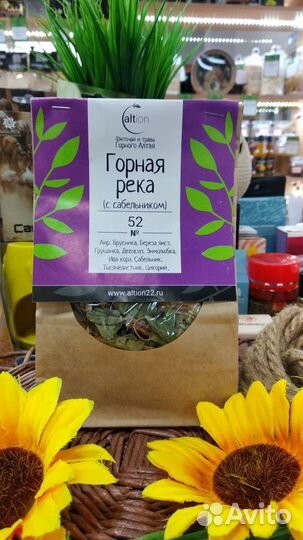 altion
Фиточаи и травы
Горного Алтая
Горная
река
(с сабельником)
52
№
Аир, Брусника, Береза лист,
Грушанка, Девясил, Зимолюбка,
Ива кора, Сабельник,
Тысячелистник, Цикорий,
www.altion22.ru
Avito